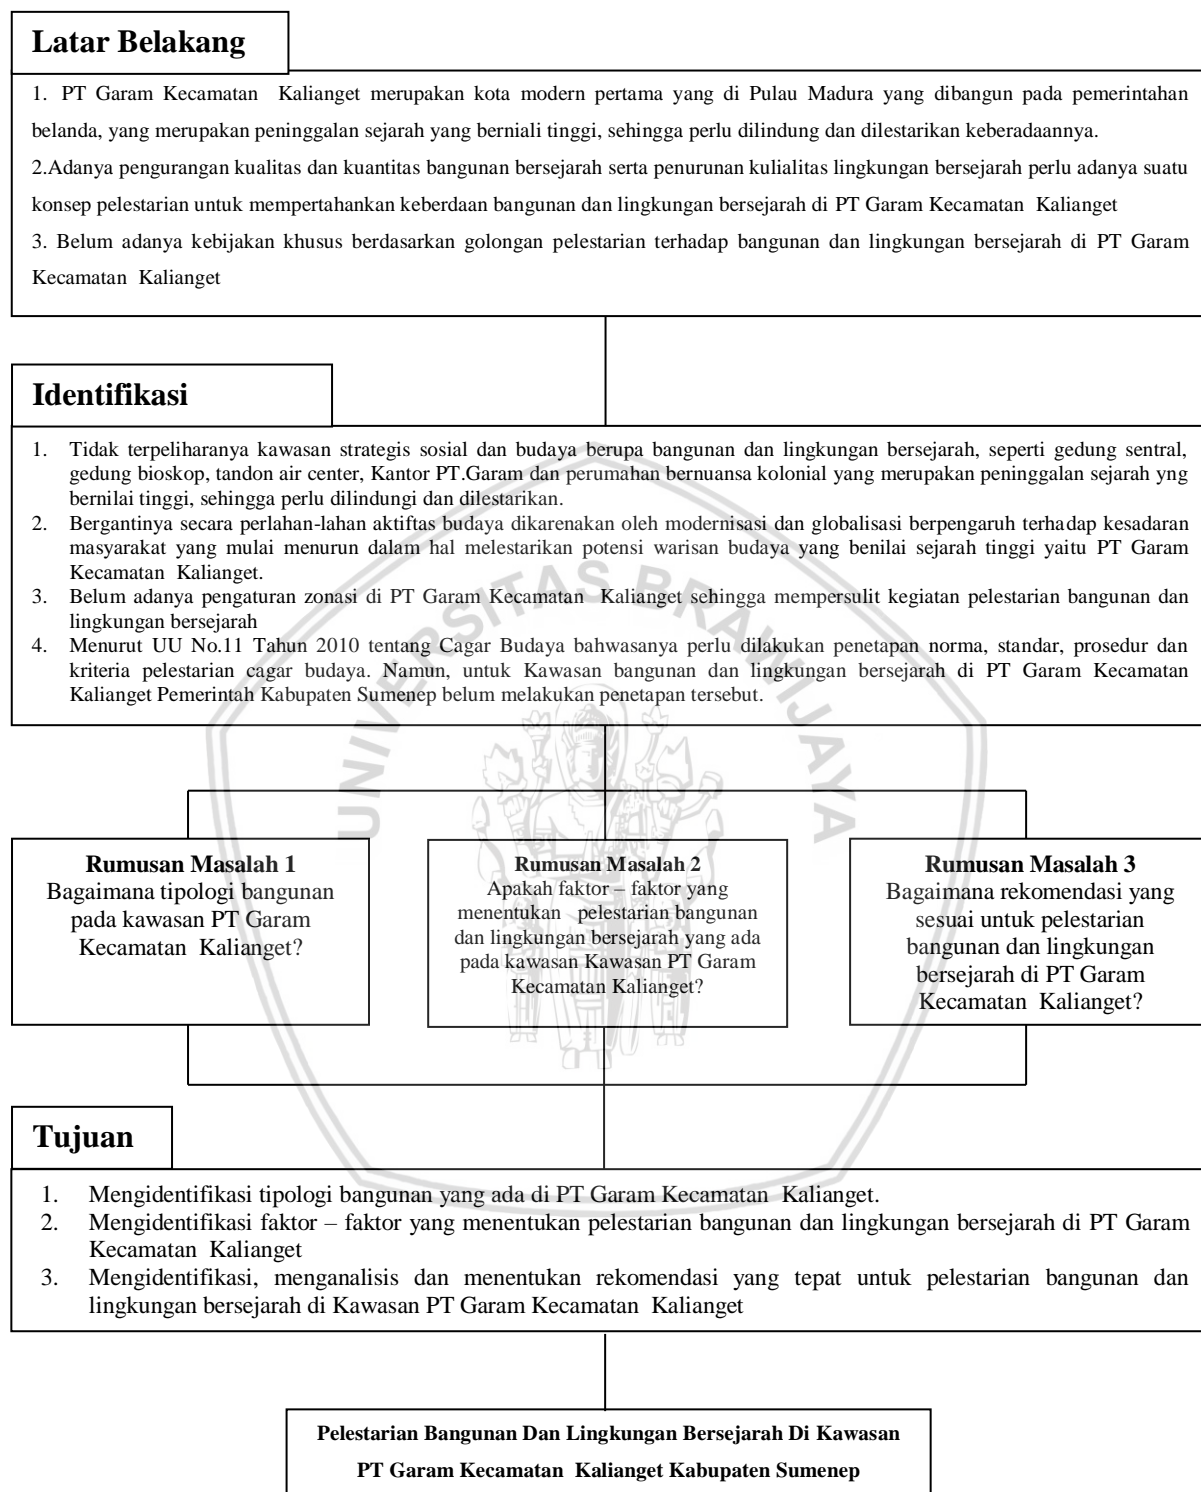 Latar Belakang
1. PT Garam Kecamatan Kalianget merupakan kota modern pertama yang di Pulau Madura yang dibangun pada pemerintahan
belanda, yang merupakan peninggalan sejarah yang berniali tinggi, sehingga perlu dilindung dan dilestarikan keberadaannya.
2.Adanya pengurangan kualitas dan kuantitas bangunan bersejarah serta penurunan kulialitas lingkungan bersejarah perlu adanya suatu
konsep pelestarian untuk mempertahankan keberdaan bangunan dan lingkungan bersejarah di PT Garam Kecamatan Kalianget
3. Belum adanya kebijakan khusus berdasarkan golongan pelestarian terhadap bangunan dan lingkungan bersejarah di PT Garam
Kecamatan Kalianget
Identifikasi
1. Tidak terpeliharanya kawasan strategis sosial dan budaya berupa bangunan dan lingkungan bersejarah, seperti gedung sentral,
gedung bioskop, tandon air center, Kantor PT.Garam dan perumahan bernuansa kolonial yang merupakan peninggalan sejarah yng
bernilai tinggi, sehingga perlu dilindungi dan dilestarikan.
2. Bergantinya secara perlahan-lahan aktiftas budaya dikarenakan oleh modernisasi dan globalisasi berpengaruh terhadap kesadaran
masyarakat yang mulai menurun dalam hal melestarikan potensi warisan budaya yang benilai sejarah tinggi yaitu PT Garam
Kecamatan Kalianget.
3. Belum adanya pengaturan zonasi di PT Garam Kecamatan Kalianget sehingga mempersulit kegiatan pelestarian bangunan dan
lingkungan bersejarah
4. Menurut UU No.11 Tahun 2010 tentang Cagar Budaya bahwasanya perlu dilakukan penetapan norma, standar, prosedur dan
kriteria pelestarian cagar budaya. Namun, untuk Kawasan bangunan dan lingkungan bersejarah di PT Garam Kecamatan
Kalianget Pemerintah Kabupaten Sumenep belum melakukan penetapan tersebut.
UNIVERSITAS BRAWIJAYA
Rumusan Masalah 1
Bagaimana tipologi bangunan
pada kawasan PT Garam
Kecamatan Kalianget?
Rumusan Masalah 2
Apakah faktor – faktor yang
menentukan pelestarian bangunan
dan lingkungan bersejarah yang ada
pada kawasan Kawasan PT Garam
Kecamatan Kalianget?
Rumusan Masalah 3
Bagaimana rekomendasi yang
sesuai untuk pelestarian
bangunan dan lingkungan
bersejarah di PT Garam
Kecamatan Kalianget?
Tujuan
1. Mengidentifikasi tipologi bangunan yang ada di PT Garam Kecamatan Kalianget.
2. Mengidentifikasi faktor – faktor yang menentukan pelestarian bangunan dan lingkungan bersejarah di PT Garam
Kecamatan Kalianget
3. Mengidentifikasi, menganalisis dan menentukan rekomendasi yang tepat untuk pelestarian bangunan dan
lingkungan bersejarah di Kawasan PT Garam Kecamatan Kalianget
Pelestarian Bangunan Dan Lingkungan Bersejarah Di Kawasan
PT Garam Kecamatan Kalianget Kabupaten Sumenep